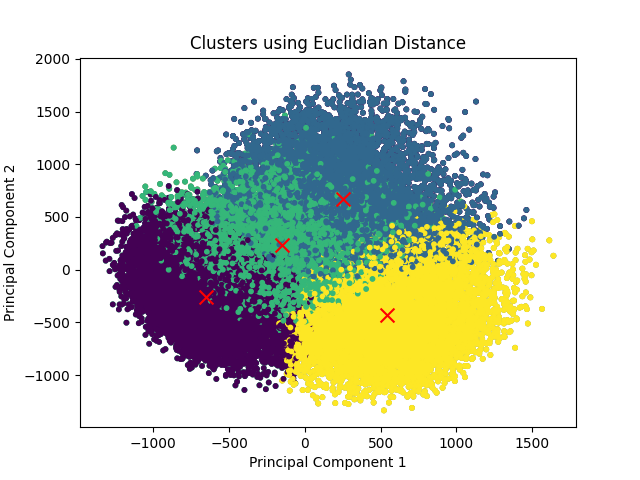 Clusters using Euclidian Distance
2000
1500
1000
500
0
−500
−1000
Principal Component 2
−1000 −500 0 500 1000 1500
Principal Component 1